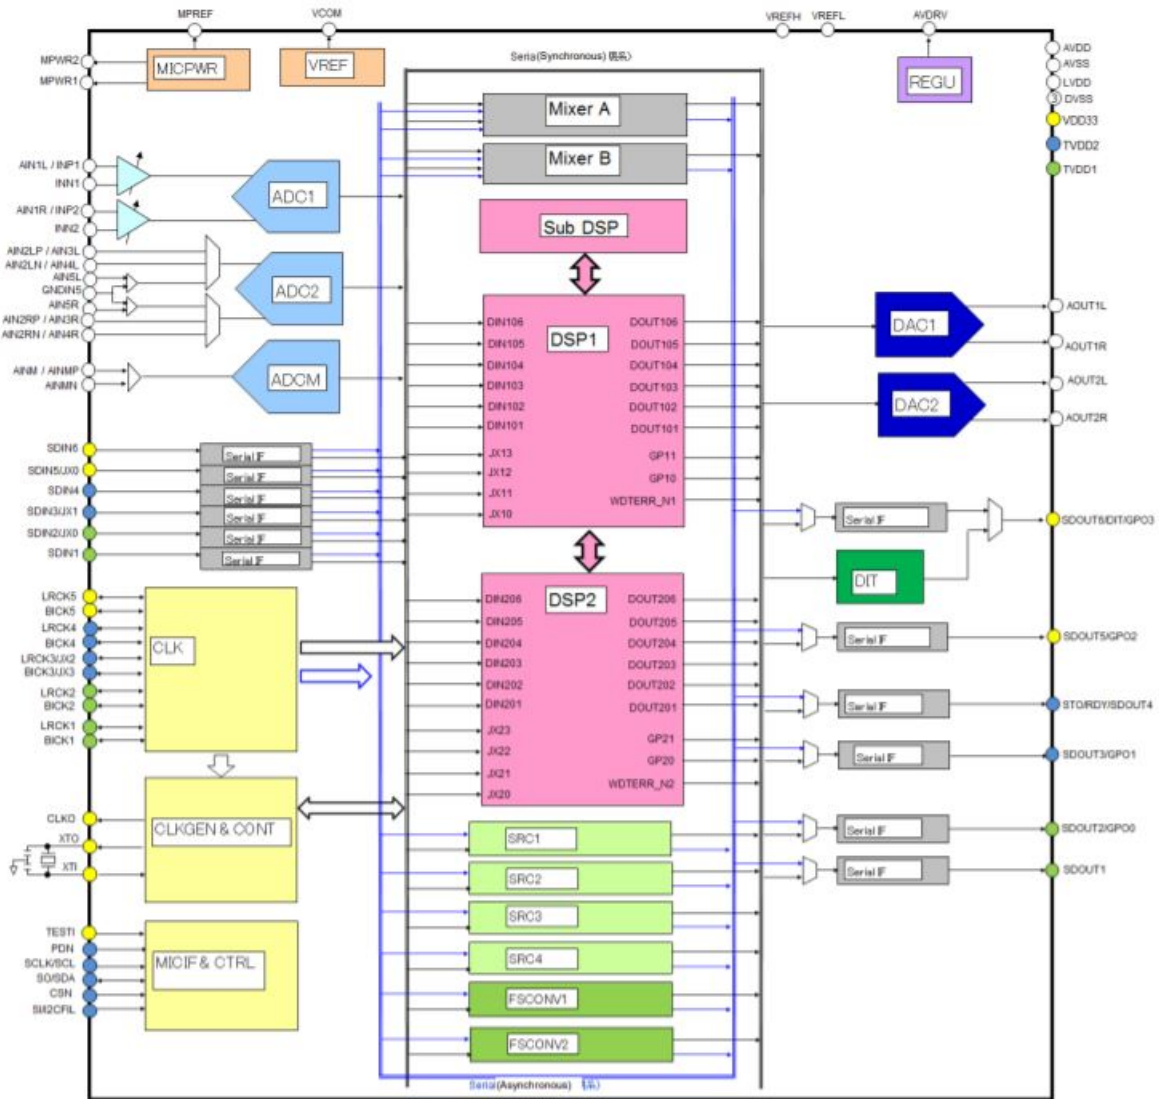 MPREF
VCOM
VREFH
VREFL
AVDRV
MPWR2
MPWR1
MICPWR
VREF
Serial(Synchronous)
REGU
AVDD
AVSS
LVDD
3 DVSS
VDD33
TVDD2
TVDD1
Mixer A
Mixer B
Sub DSP
AIN1L / INP1
INN1
AIN1R / INP2
INN2
ADC1
AIN2LP / AIN3L
AIN2LN / AIN4L
AIN5L
GNDIN5
AIN5R
AIN2RP / AIN3R
AIN2RN / AIN4R
ADC2
AINM / AINMP
AINMN
ADCM
DSP1
DIN106
DIN105
DIN104
DIN103
DIN102
DIN101
JX13
JX12
JX11
JX10
DOUT106
DOUT105
DOUT104
DOUT103
DOUT102
DOUT101
GP11
GP10
WDTERR_N1
DAC1
DAC2
AOUT1L
AOUT1R
AOUT2L
AOUT2R
SDIN6
SDIN5/JX0
SDIN4
SDIN3/JX1
SDIN2/JX0
SDIN1
Serial IF
Serial IF
Serial IF
Serial IF
Serial IF
Serial IF
LRCK5
BICK5
LRCK4
BICK4
LRCK3/JX2
BICK3/JX3
LRCK2
BICK2
LRCK1
BICK1
CLK
DSP2
DIN206
DIN205
DIN204
DIN203
DIN202
DIN201
JX23
JX22
JX21
JX20
DOUT206
DOUT205
DOUT204
DOUT203
DOUT202
DOUT201
GP21
GP20
WDTERR_N2
Serial IF
SDOUT6/DIT/GPO3
DIT
Serial IF
SDOUT5/GPO2
Serial IF
STO/RDY/SDOUT4
Serial IF
SDOUT3/GPO1
Serial IF
SDOUT2/GPO0
Serial IF
SDOUT1
CLKO
XTO
XTI
CLKGEN & CONT
SRC1
SRC2
SRC3
SRC4
FSCONV1
FSCONV2
TESTI
PDN
SCLK/SCL
SO/SDA
CSN
SI/I2CFIL
MICIF & CTRL
Serial(Asynchronous)